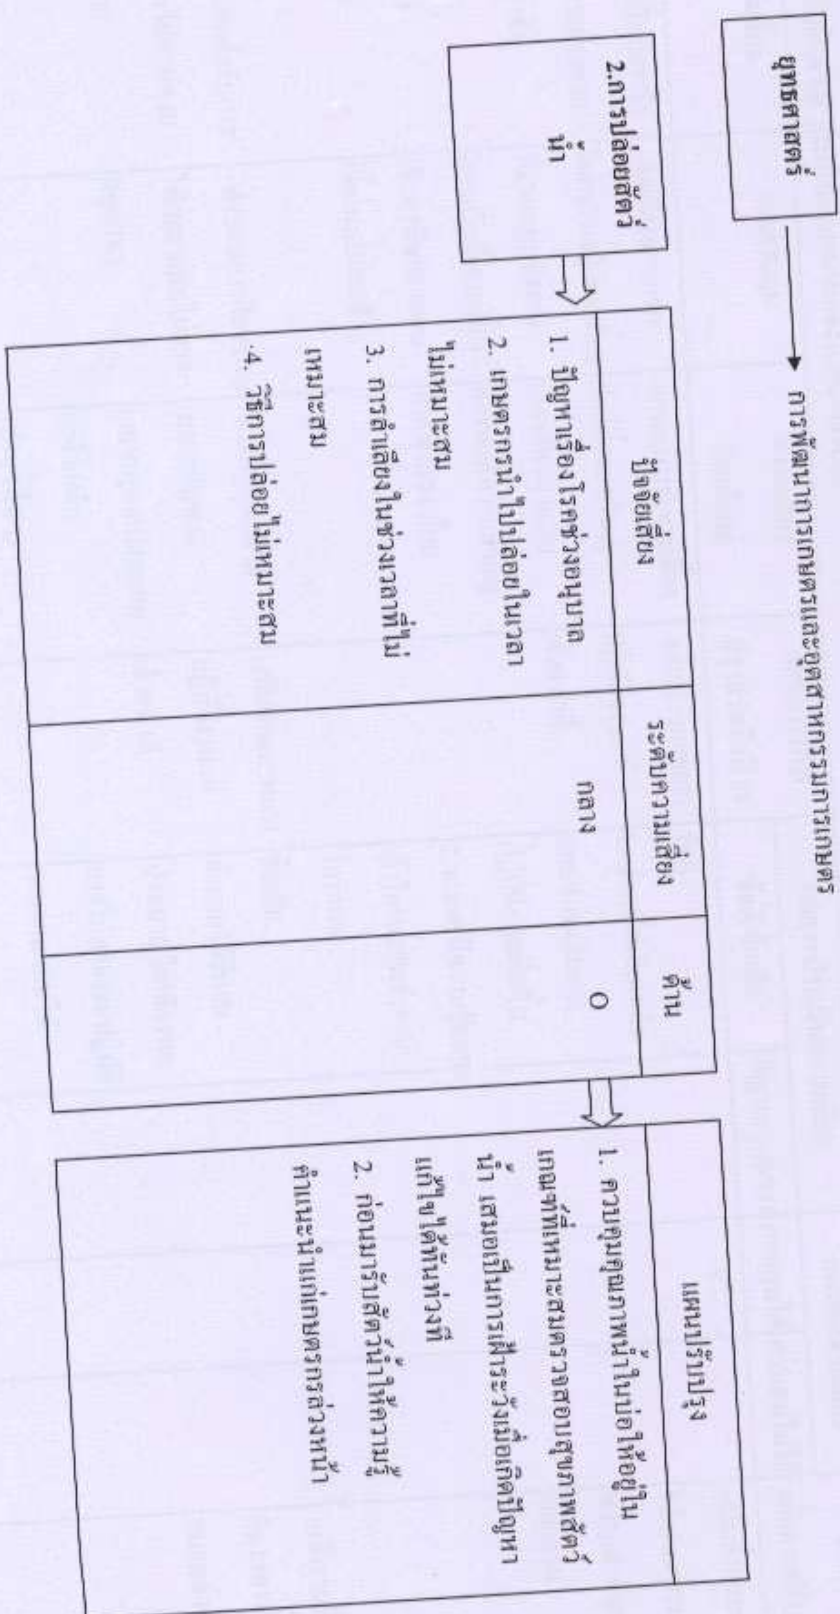 ยุทธศาสตร์
การพัฒนาการเกษตรและอุตสาหกรรมการเกษตร
2.การปล่อยสัตว์
น้ำ
ปัจจัยเสี่ยง
ระดับความเสี่ยง
ด้าน
1. ปัญหาเรื่องโรคช่วงอนุบาล
2. เกษตรกรนำไปปล่อยในเวลา
ไม่เหมาะสม
3. การลำเลียงในช่วงเวลาที่ไม่
เหมาะสม
4. วิธีการปล่อยไม่เหมาะสม
กลาง
O
แผนปรับปรุง
1. ควบคุมคุณภาพน้ำในบ่อให้อยู่ใน
เกณฑ์ที่เหมาะสมตรวจสอบสุขภาพสัตว์
น้ำ เสมอเป็นการเฝ้าระวังเมื่อเกิดปัญหา
แก้ไขได้ทันท่วงที
2. ก่อนมารับสัตว์น้ำให้ความรู้
คำแนะนำแก่เกษตรกรล่วงหน้า